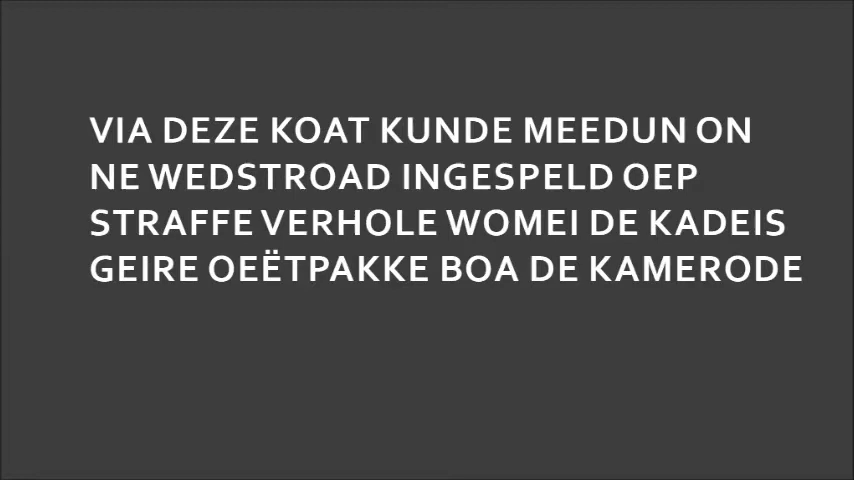 VIA DEZE KOAT KUNDE MEEDUN ON
NE WEDSTROAD INGESPELD OEP
STRAFFE VERHOLE WOMEI DE KADEIS
GEIRE OEËTPAKKE BOA DE KAMERODE